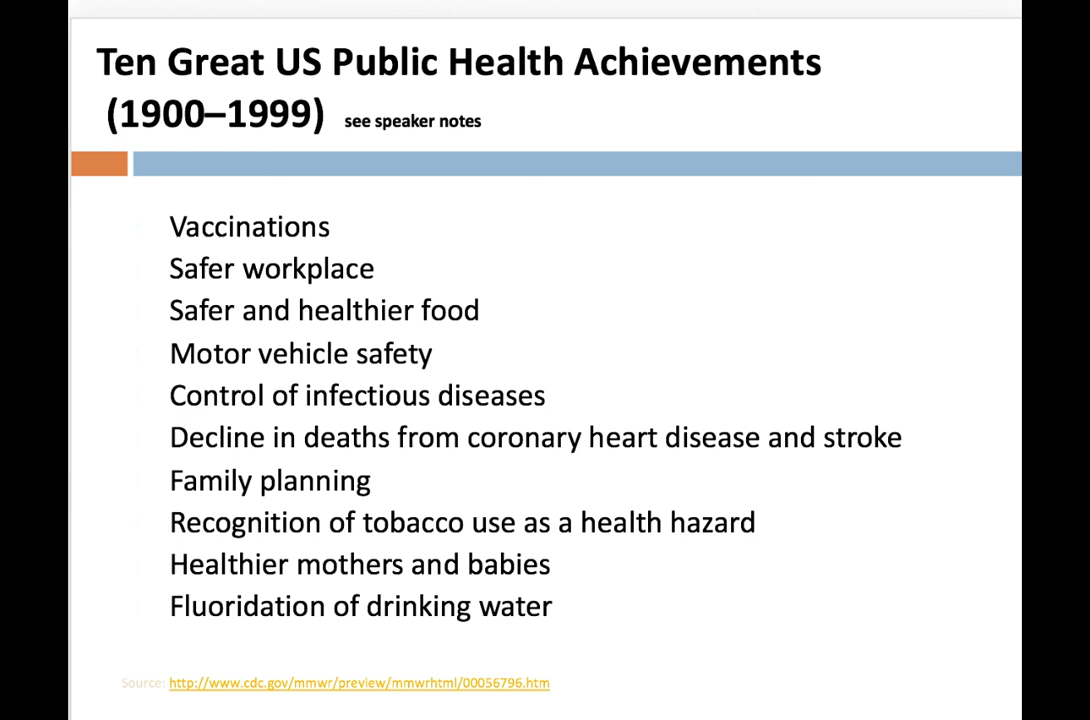 Ten Great US Public Health Achievements
(1900–1999) see speaker notes
Vaccinations
Safer workplace
Safer and healthier food
Motor vehicle safety
Control of infectious diseases
Decline in deaths from coronary heart disease and stroke
Family planning
Recognition of tobacco use as a health hazard
Healthier mothers and babies
Fluoridation of drinking water
Source: http://www.cdc.gov/mmwr/preview/mmwrhtml/00056796.htm